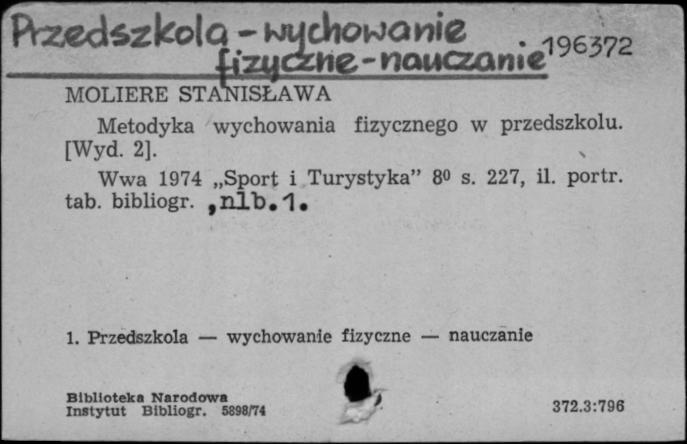 Przedszkola - wychowanie
fizyczne - nauczanie 196372
MOLIERE STANISŁAWA
Metodyka wychowania fizycznego w przedszkolu.
[Wyd. 2].
Wwa 1974 „Sport i Turystyka” 8⁰ s. 227, il. portr.
tab. bibliogr. , nlb. 1.
1. Przedszkola — wychowanie fizyczne — nauczanie
Biblioteka Narodowa
Instytut Bibliogr. 5898/74 372.3:796